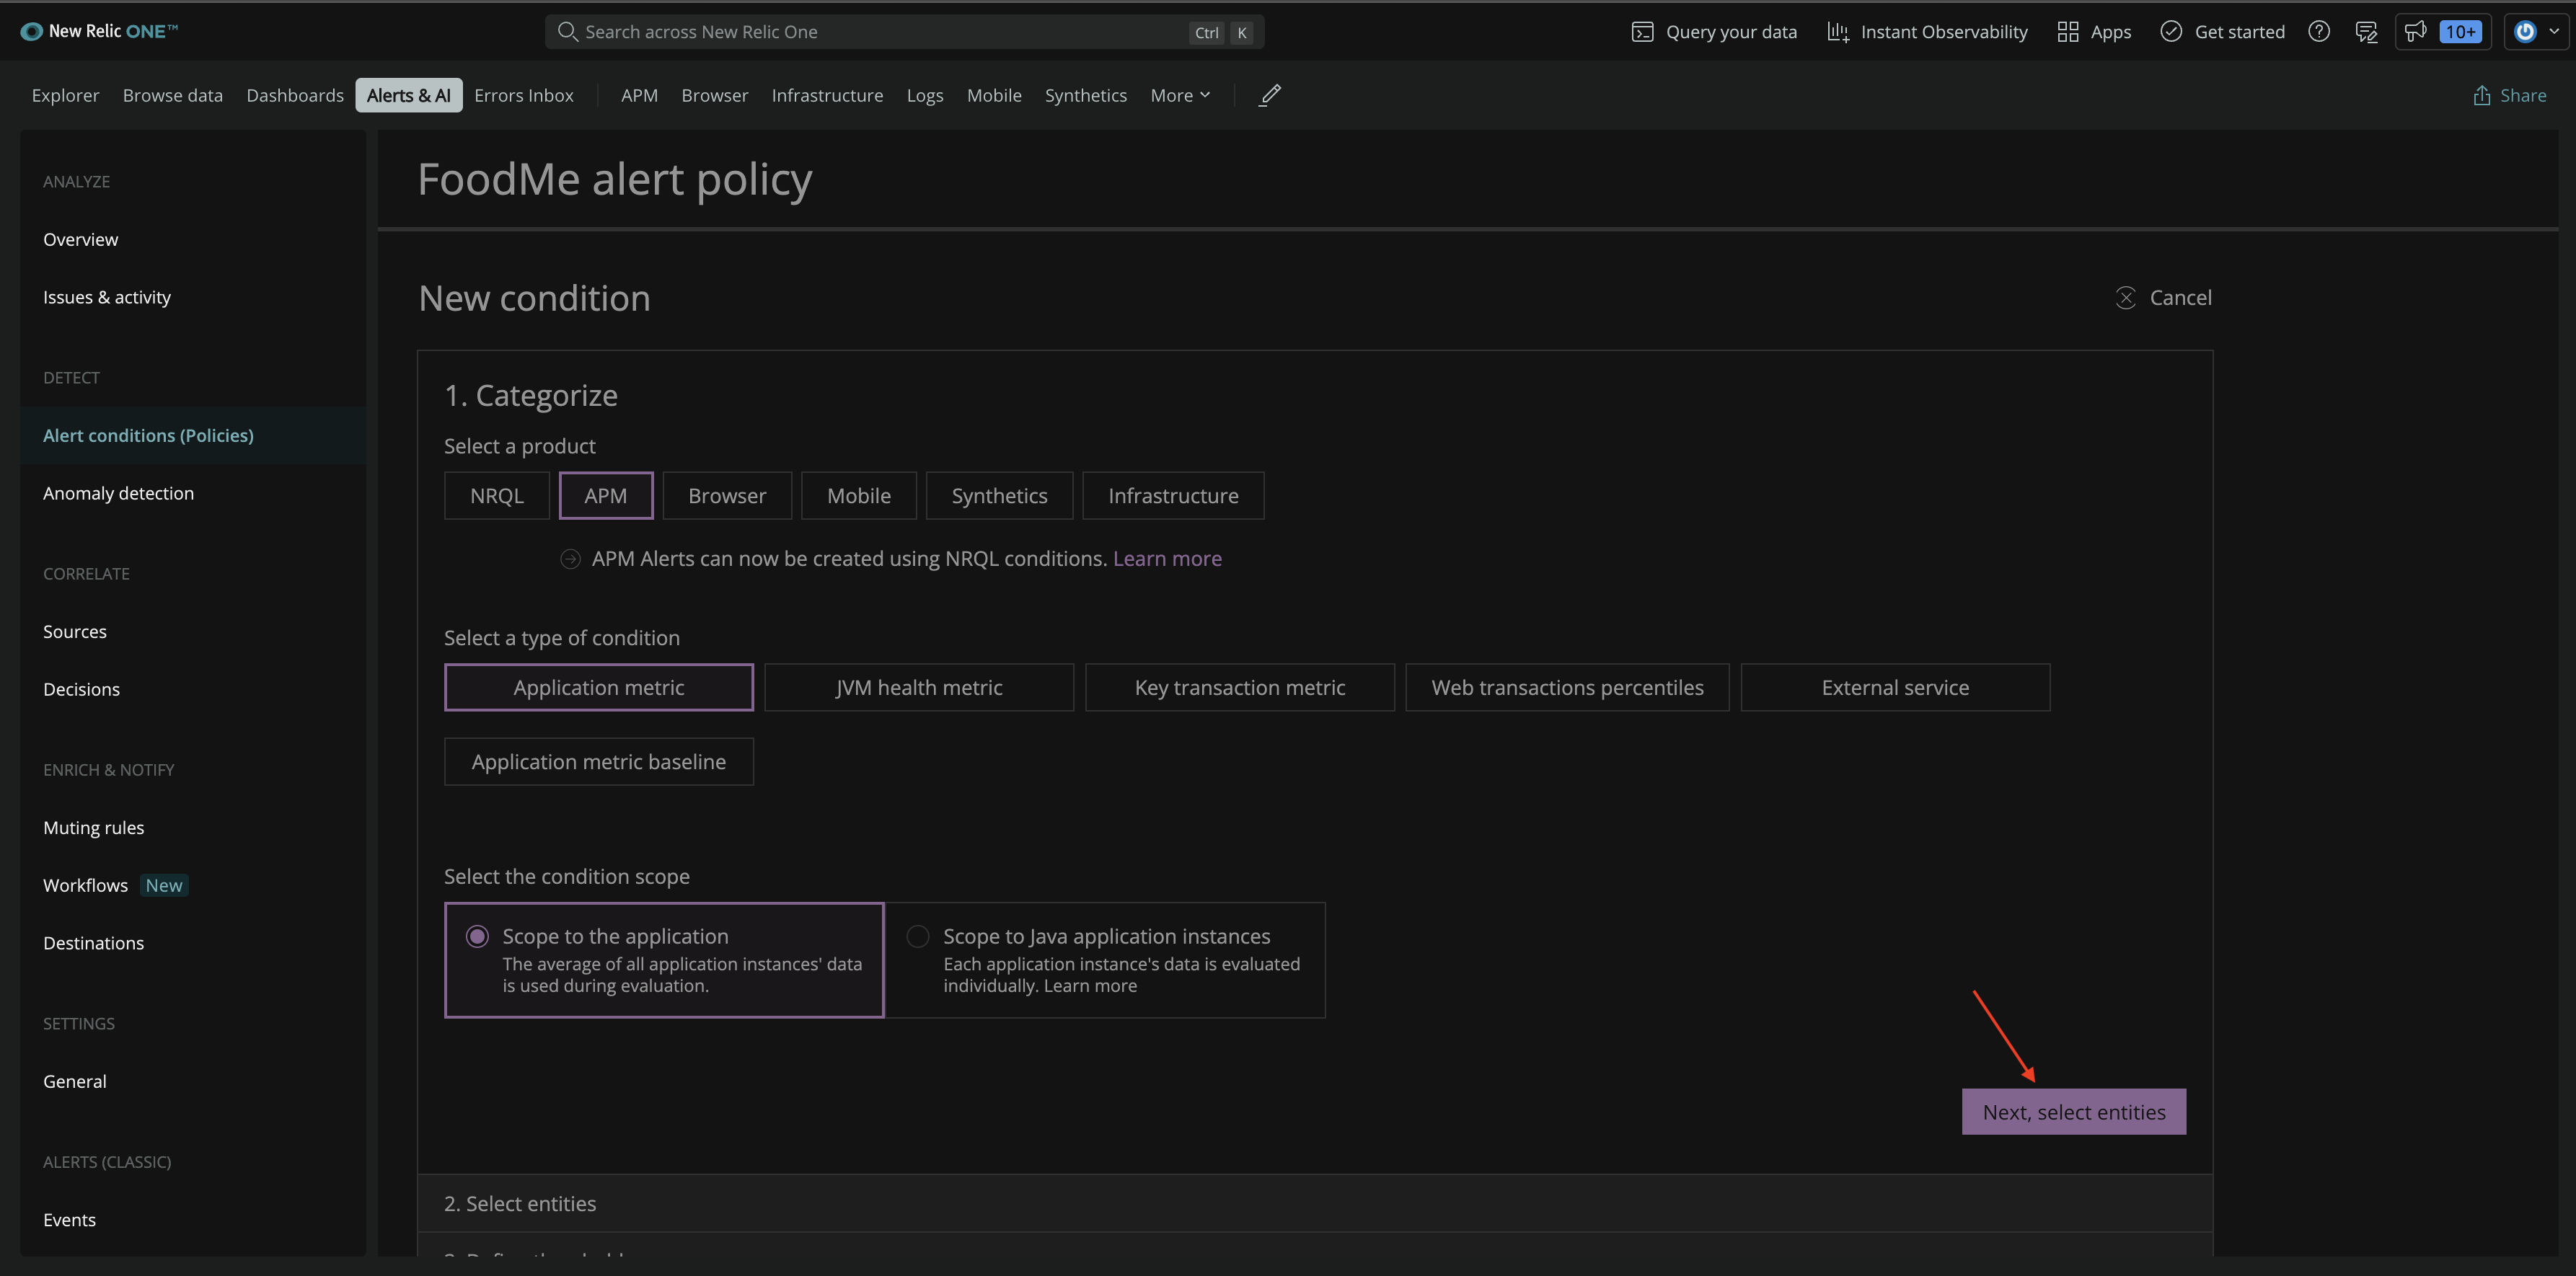 New Relic ONE™
Search across New Relic One
Ctrl K
Query your data
Instant Observability
Apps
Get started
10+
Explorer
Browse data
Dashboards
Alerts & AI
Errors Inbox
APM
Browser
Infrastructure
Logs
Mobile
Synthetics
More
Share
ANALYZE
Overview
Issues & activity
DETECT
Alert conditions (Policies)
Anomaly detection
CORRELATE
Sources
Decisions
ENRICH & NOTIFY
Muting rules
Workflows New
Destinations
SETTINGS
General
ALERTS (CLASSIC)
Events
FoodMe alert policy
New condition
Cancel
1. Categorize
Select a product
NRQL
APM
Browser
Mobile
Synthetics
Infrastructure
APM Alerts can now be created using NRQL conditions. Learn more
Select a type of condition
Application metric
JVM health metric
Key transaction metric
Web transactions percentiles
External service
Application metric baseline
Select the condition scope
Scope to the application
The average of all application instances' data
is used during evaluation.
Scope to Java application instances
Each application instance's data is evaluated
individually. Learn more
Next, select entities
2. Select entities